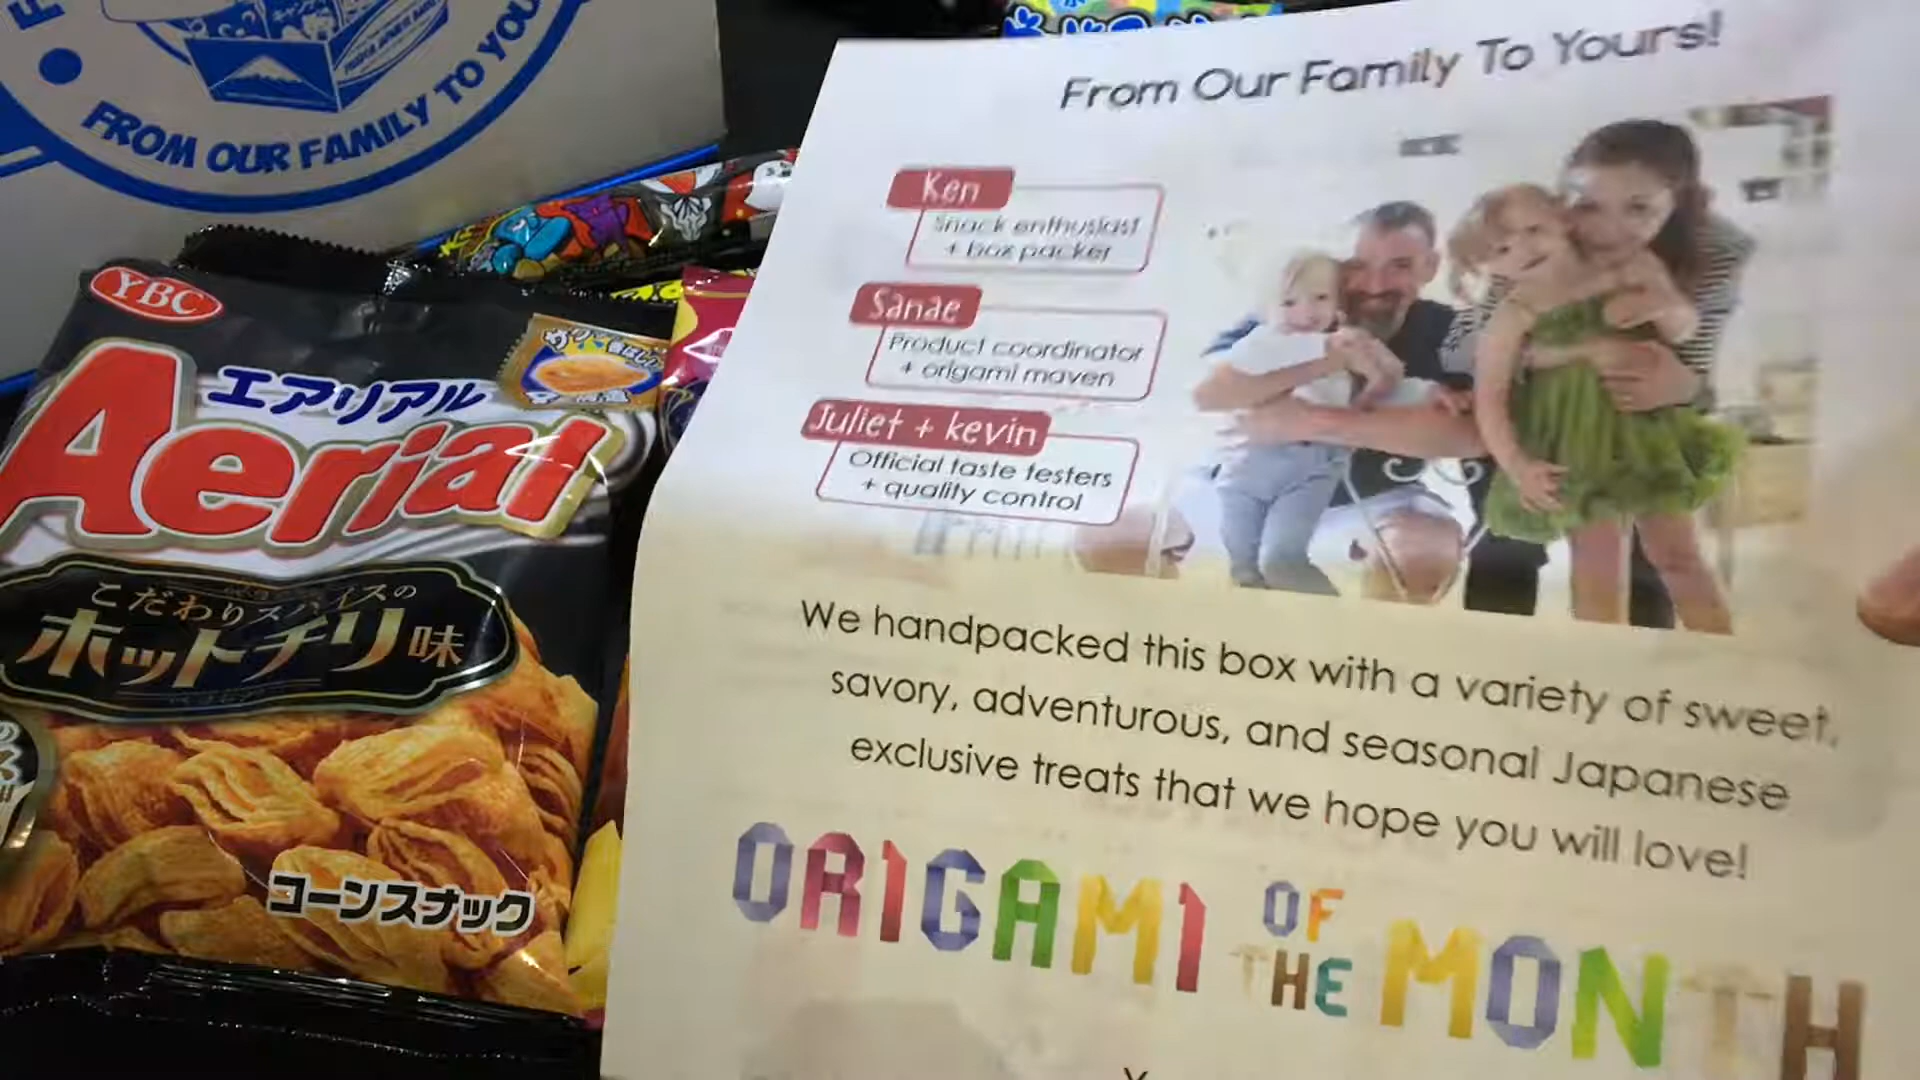 FROM OUR FAMILY TO YOU
YBC
エアリアル
Aerial
こだわりスパイスの
ホットチリ味
コーンスナック
From Our Family To Yours!
Ken
Snack enthusiast
+ box packer
Sanae
Product coordinator
+ origami maven
Juliet + kevin
Official taste testers
+ quality control
We handpacked this box with a variety of sweet,
savory, adventurous, and seasonal Japanese
exclusive treats that we hope you will love!
ORIGAMI OF THE MONTH